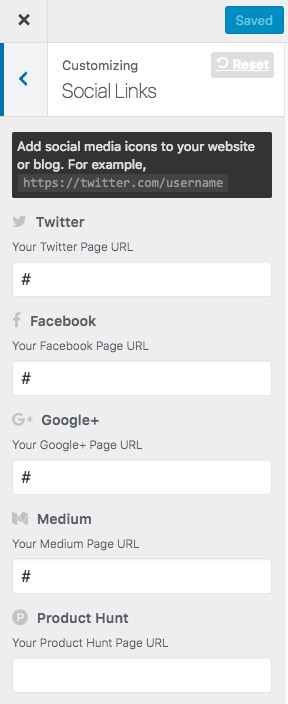 Saved
Customizing
Reset
Social Links
Add social media icons to your website
or blog. For example,
https://twitter.com/username
Twitter
Your Twitter Page URL
#
Facebook
Your Facebook Page URL
#
Google+
Your Google+ Page URL
#
Medium
Your Medium Page URL
#
Product Hunt
Your Product Hunt Page URL